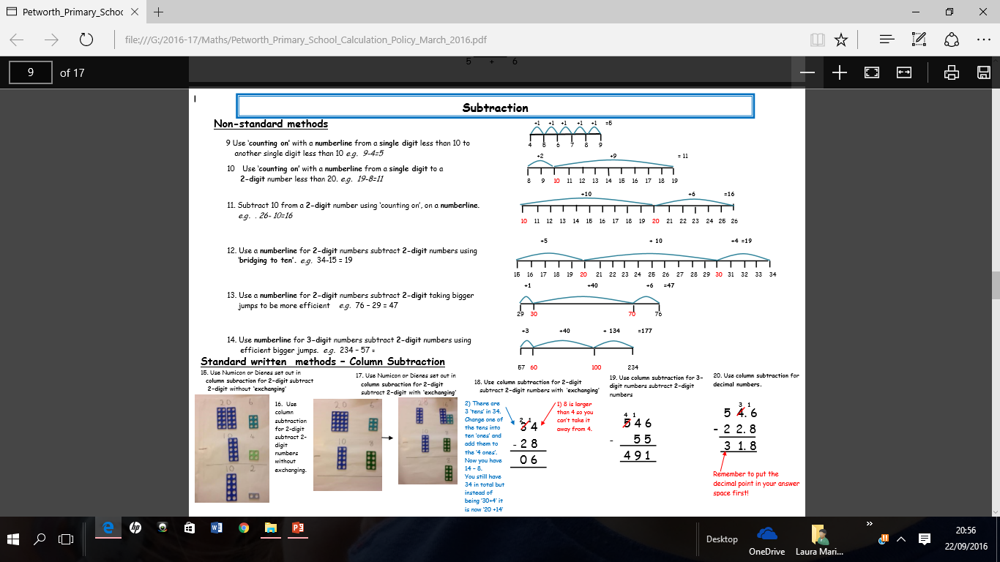 Petworth_Primary_Schoo
file:///G:/2016-17/Maths/Petworth_Primary_School_Calculation_Policy_March_2016.pdf
9 of 17
5 + 6
Subtraction
Non-standard methods
9 Use 'counting on' with a numberline from a single digit less than 10 to
another single digit less than 10 e.g. 9-4=5
+1 +1 +1 +1 +1 =5
4 5 6 7 8 9
10 Use 'counting on' with a numberline from a single digit to a
2-digit number less than 20. e.g. 19-8=11
+2 +9 = 11
8 9 10 11 12 13 14 15 16 17 18 19
11. Subtract 10 from a 2-digit number using 'counting on', on a numberline.
e.g. . 26- 10=16
+10 +6 =16
10 11 12 13 14 15 16 17 18 19 20 21 22 23 24 25 26
12. Use a numberline for 2-digit numbers subtract 2-digit numbers using
'bridging to ten'. e.g. 34-15 = 19
+5 + 10 +4 =19
15 16 17 18 19 20 21 22 23 24 25 26 27 28 29 30 31 32 33 34
13. Use a numberline for 2-digit numbers subtract 2-digit taking bigger
jumps to be more efficient e.g. 76 – 29 = 47
+1 +40 +6 =47
29 30 70 76
14. Use numberline for 3-digit numbers subtract 2-digit numbers using
efficient bigger jumps. e.g. 234 – 57 =
+3 +40 + 134 =177
57 60 100 234
Standard written methods – Column Subtraction
15. Use Numicon or Dienes set out in
column subraction for 2-digit subtract
2-digit without 'exchanging'
20 6
10 4
10 2
16. Use
column
subtraction
for 2-digit
subtract 2-
digit
numbers
without
exchanging.
17. Use Numicon or Dienes set out in
column subtraction for 2-digit
subtract 2-digit with 'exchanging'
20 6
10 8
20 16
10 8
8
18. Use column subtraction for 2-digit
subtract 2-digit numbers with 'exchanging'
2) There are
3 'tens' in 34.
Change one of
the tens into
ten 'ones' and
add them to
the '4 ones'.
Now you have
14 – 8.
You still have
34 in total but
instead of
being '30+4' it
is now '20 +14'
1) 8 is larger
than 4 so you
can't take it
away from 4.
2 1
3 4
- 2 8
0 6
19. Use column subtraction for 3-
digit numbers subtract 2-digit
numbers
4 1
5 4 6
- 5 5
4 9 1
20. Use column subtraction for
decimal numbers.
3 1
5 4. 6
- 2 2. 8
3 1. 8
Remember to put the
decimal point in your answer
space first!
Desktop
OneDrive
Laura Mari...
20:56
22/09/2016